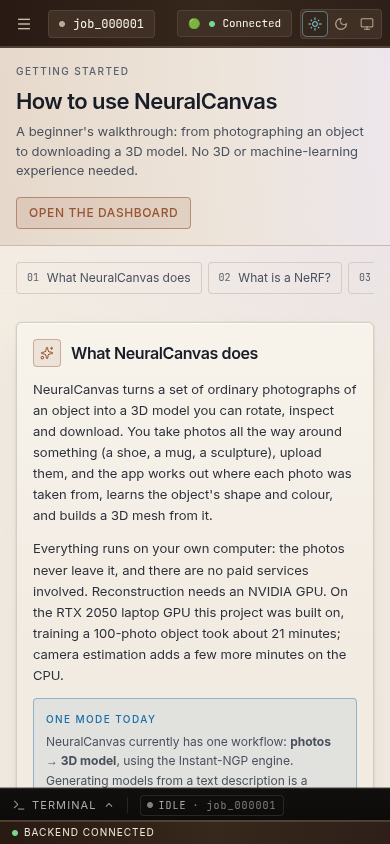 job_000001
Connected
GETTING STARTED
How to use NeuralCanvas
A beginner's walkthrough: from photographing an object
to downloading a 3D model. No 3D or machine-learning
experience needed.
OPEN THE DASHBOARD
01 What NeuralCanvas does
02 What is a NeRF?
03
What NeuralCanvas does
NeuralCanvas turns a set of ordinary photographs of
an object into a 3D model you can rotate, inspect
and download. You take photos all the way around
something (a shoe, a mug, a sculpture), upload
them, and the app works out where each photo was
taken from, learns the object's shape and colour,
and builds a 3D mesh from it.
Everything runs on your own computer: the photos
never leave it, and there are no paid services
involved. Reconstruction needs an NVIDIA GPU. On
the RTX 2050 laptop GPU this project was built on,
training a 100-photo object took about 21 minutes;
camera estimation adds a few more minutes on the
CPU.
ONE MODE TODAY
NeuralCanvas currently has one workflow: photos
→ 3D model, using the Instant-NGP engine.
Generating models from a text description is a
TERMINAL
IDLE · job_000001
BACKEND CONNECTED